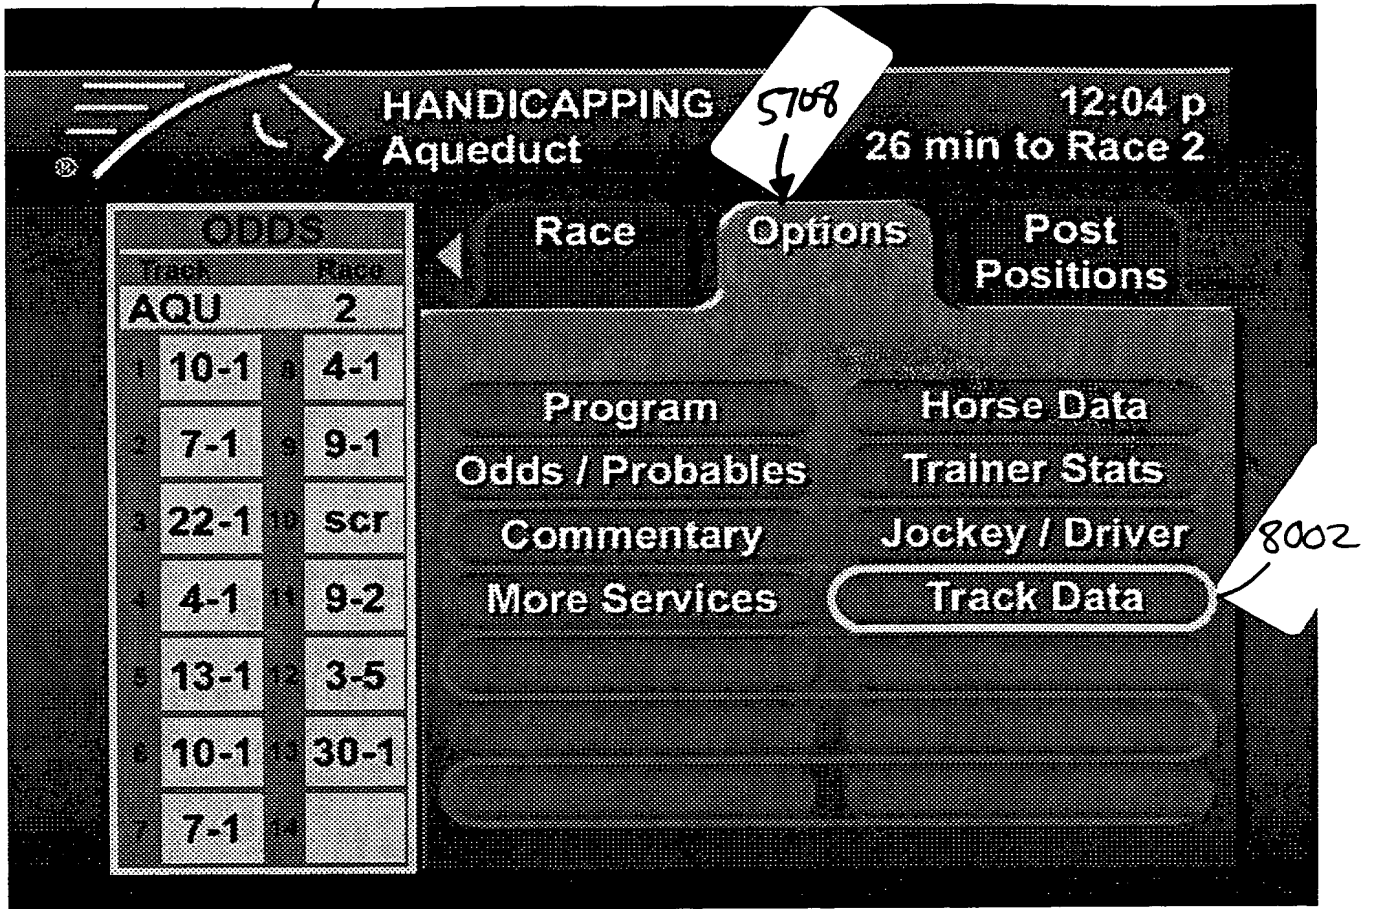 5708
HANDICAPPING
Aqueduct
12:04 p
26 min to Race 2
®
ODDS
Track Race
AQU 2
1 10-1 8 4-1
2 7-1 9 9-1
3 22-1 10 scr
4 4-1 11 9-2
5 13-1 12 3-5
6 10-1 13 30-1
7 7-1 14
Race
Options
Post
Positions
Program
Horse Data
Odds / Probables
Trainer Stats
Commentary
Jockey / Driver
More Services
Track Data
8002